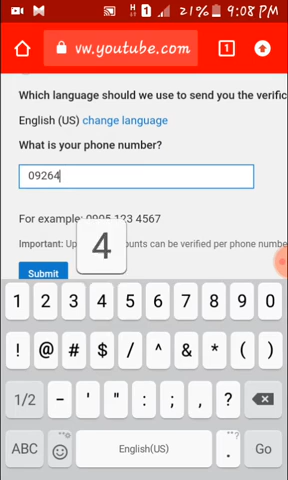 21% 9:08 PM
vw.youtube.com
1
Which language should we use to send you the verific
English (US) change language
What is your phone number?
09264
For example: 0905 123 4567
4
Important: Up ounts can be verified per phone numbe
Submit
1 2 3 4 5 6 7 8 9 0
! @ # $ / ^ & * ( )
1/2 - ' " : ; , ?
ABC English(US) . Go